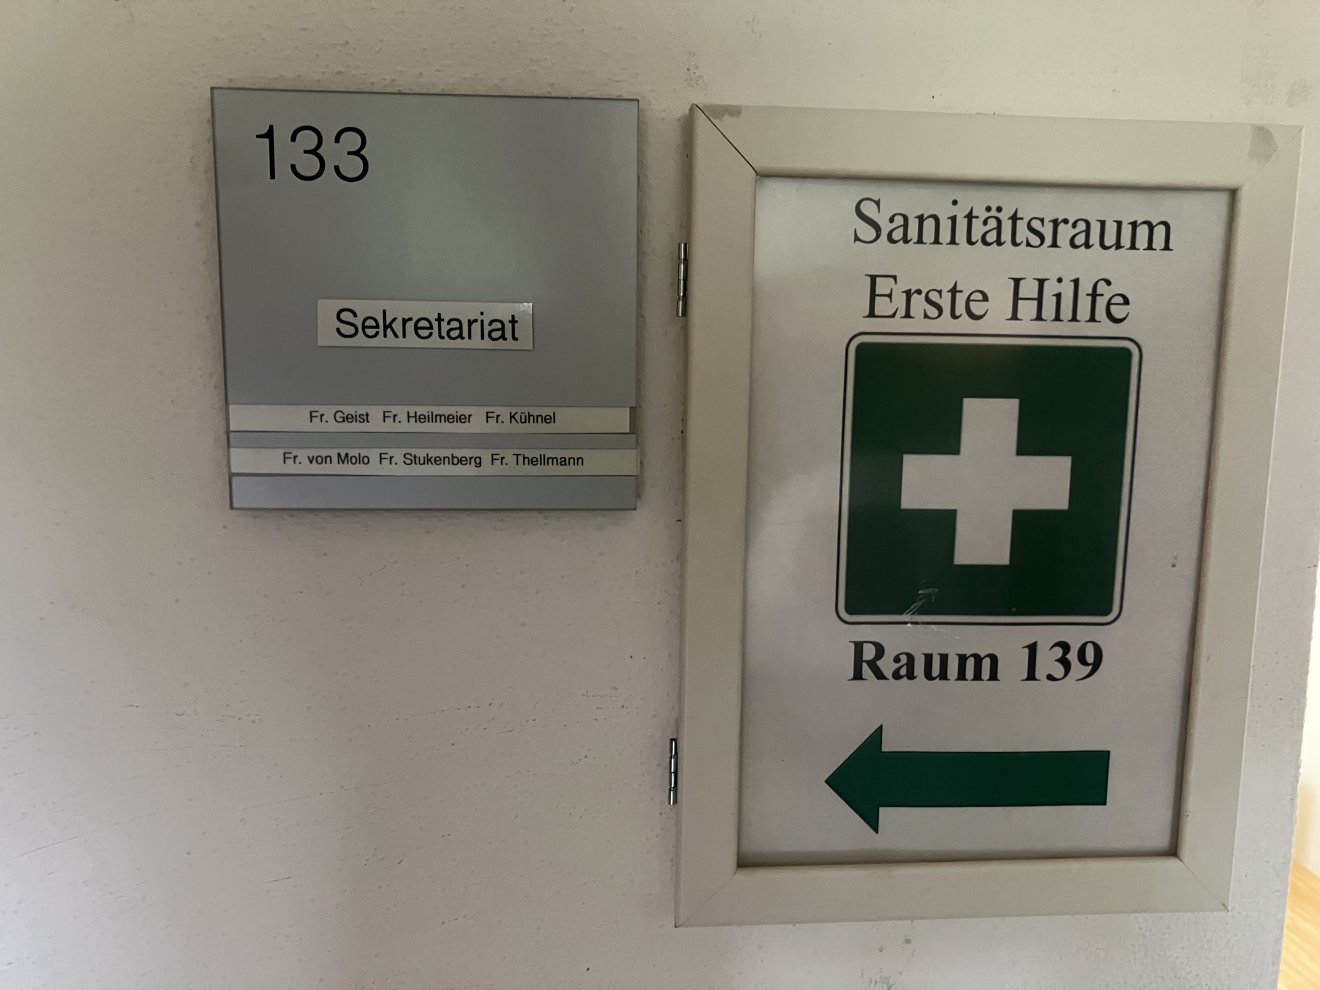 133
Sekretariat
Fr. Geist Fr. Heilmeier Fr. Kühnel
Fr. von Molo Fr. Stukenberg Fr. Thellmann
Sanitätsraum
Erste Hilfe
Raum 139